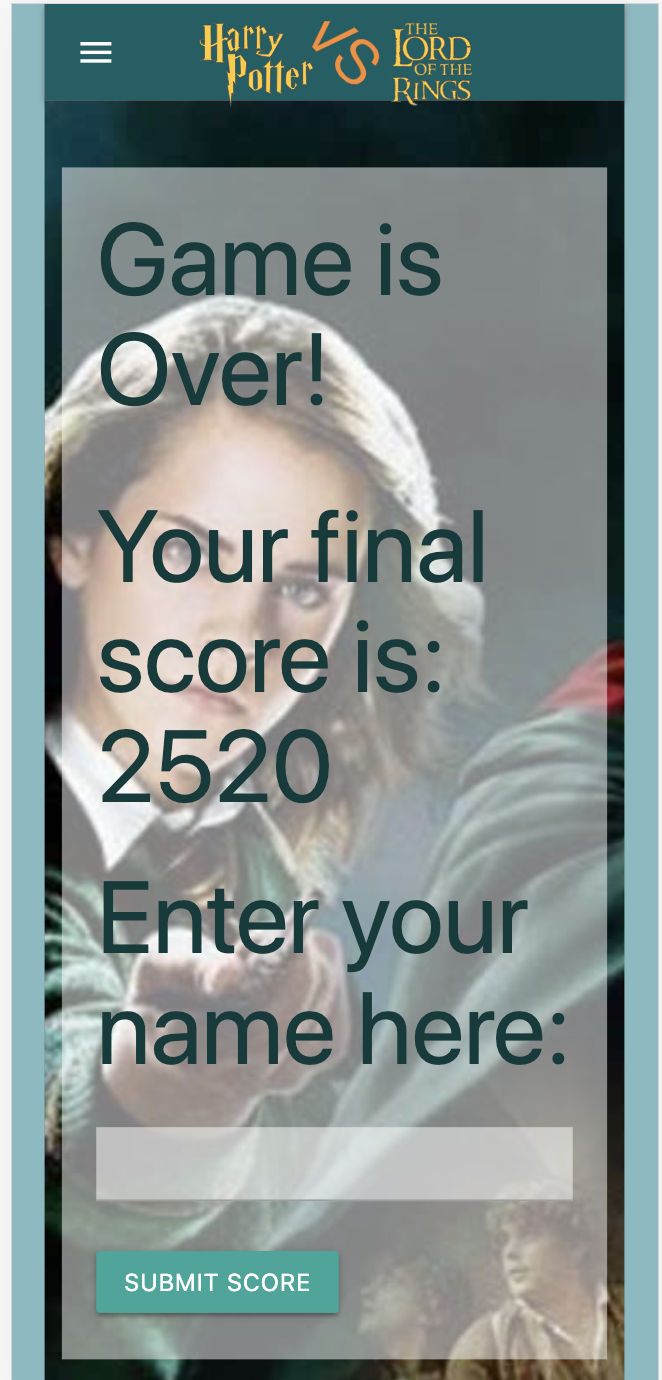 Harry
Potter
VS
THE
LORD
OF THE
RINGS
Game is
Over!
Your final
score is:
2520
Enter your
name here:
SUBMIT SCORE